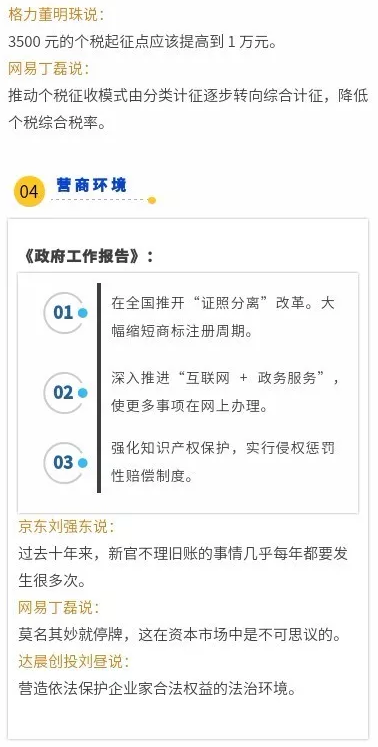 格力董明珠说：
3500 元的个税起征点应该提高到 1 万元。
网易丁磊说：
推动个税征收模式由分类计征逐步转向综合计征，降低
个税综合税率。
04 营商环境
《政府工作报告》：
01
在全国推开“证照分离”改革。大
幅缩短商标注册周期。
02
深入推进“互联网 + 政务服务”，
使更多事项在网上办理。
03
强化知识产权保护，实行侵权惩罚
性赔偿制度。
京东刘强东说：
过去十年来，新官不理旧账的事情几乎每年都要发
生很多次。
网易丁磊说：
莫名其妙就停牌，这在资本市场中是不可思议的。
达晨创投刘昼说：
营造依法保护企业家合法权益的法治环境。